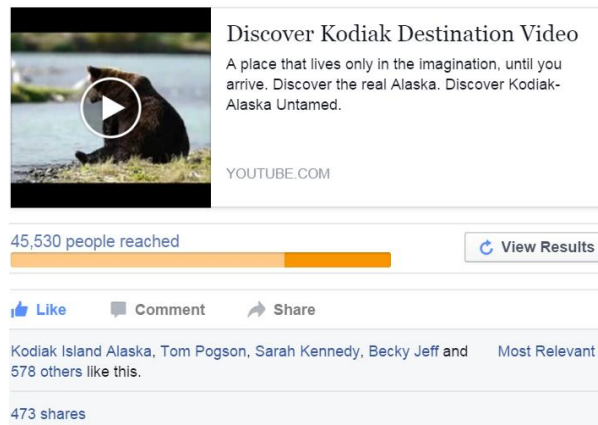 Discover Kodiak Destination Video
A place that lives only in the imagination, until you
arrive. Discover the real Alaska. Discover Kodiak-
Alaska Untamed.
YOUTUBE.COM
45,530 people reached
View Results
Like Comment Share
Kodiak Island Alaska, Tom Pogson, Sarah Kennedy, Becky Jeff and Most Relevant
578 others like this.
473 shares